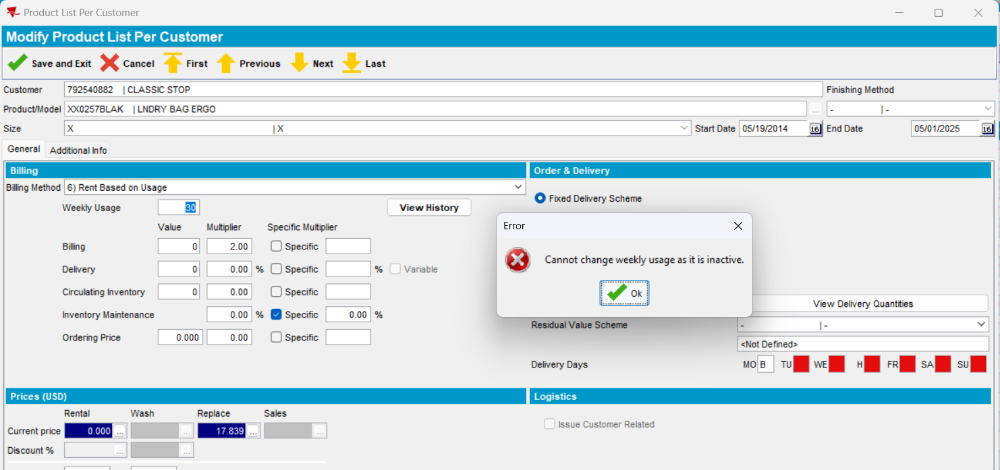 Product List Per Customer
Modify Product List Per Customer
Save and Exit Cancel First Previous Next Last
Customer 792540882 | CLASSIC STOP Finishing Method
Product/Model XX0257BLAK | LNDRY BAG ERGO ... - | -
Size X | X Start Date 05/19/2014 16 End Date 05/01/2025 16
General Additional Info
Billing Order & Delivery
Billing Method 6) Rent Based on Usage
Fixed Delivery Scheme
Weekly Usage 30 View History
Value Multiplier Specific Multiplier
Error
Billing 0 2.00 Specific
Cannot change weekly usage as it is inactive.
Delivery 0 0.00 % Specific % Variable
Circulating Inventory 0 0.00 Specific
Ok
View Delivery Quantities
Inventory Maintenance 0.00 % Specific 0.00 %
Residual Value Scheme - | -
Ordering Price 0.000 0.00 Specific
<Not Defined>
Delivery Days MO B TU WE H FR SA SU
Prices (USD) Logistics
Rental Wash Replace Sales
Issue Customer Related
Current price 0.000 ... ... 17.839 ... ...
Discount % ... ...